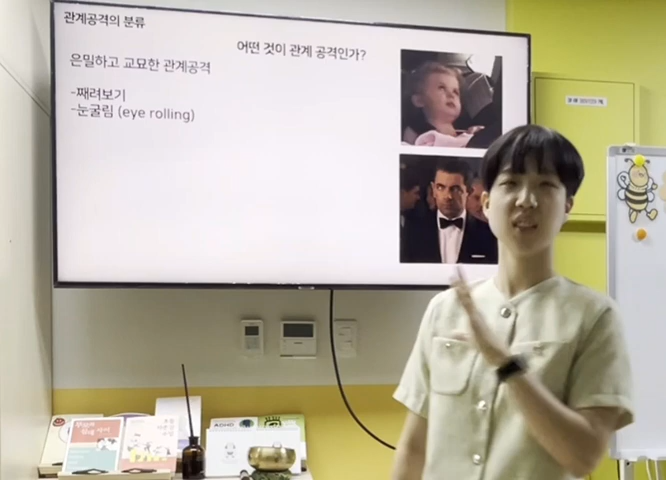 관계공격의 분류
어떤 것이 관계 공격인가?
은밀하고 교묘한 관계공격
-째려보기
-눈굴림 (eye rolling)
ADHD